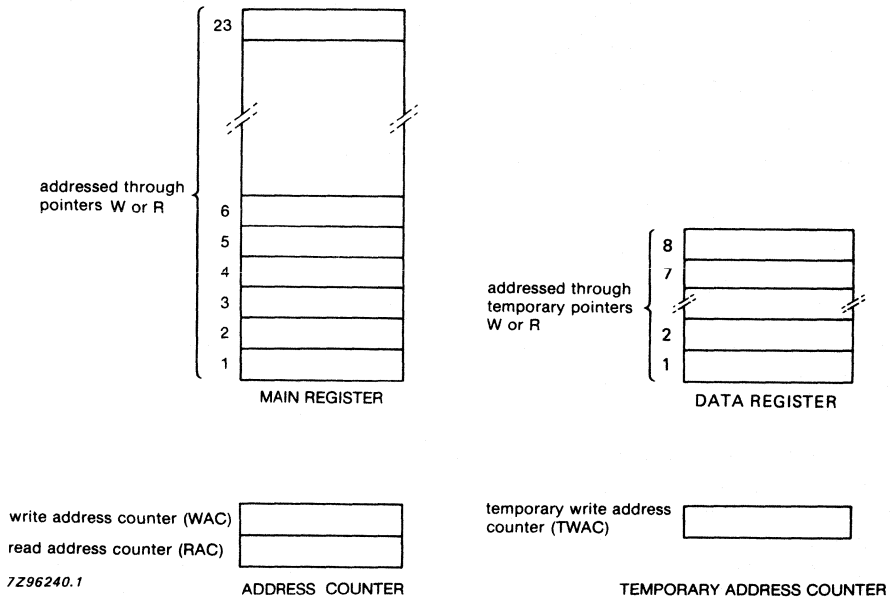 23
addressed through
pointers W or R
6
5
4
3
2
1
MAIN REGISTER
addressed through
temporary pointers
W or R
8
7
2
1
DATA REGISTER
write address counter (WAC)
read address counter (RAC)
7Z96240.1
ADDRESS COUNTER
temporary write address
counter (TWAC)
TEMPORARY ADDRESS COUNTER